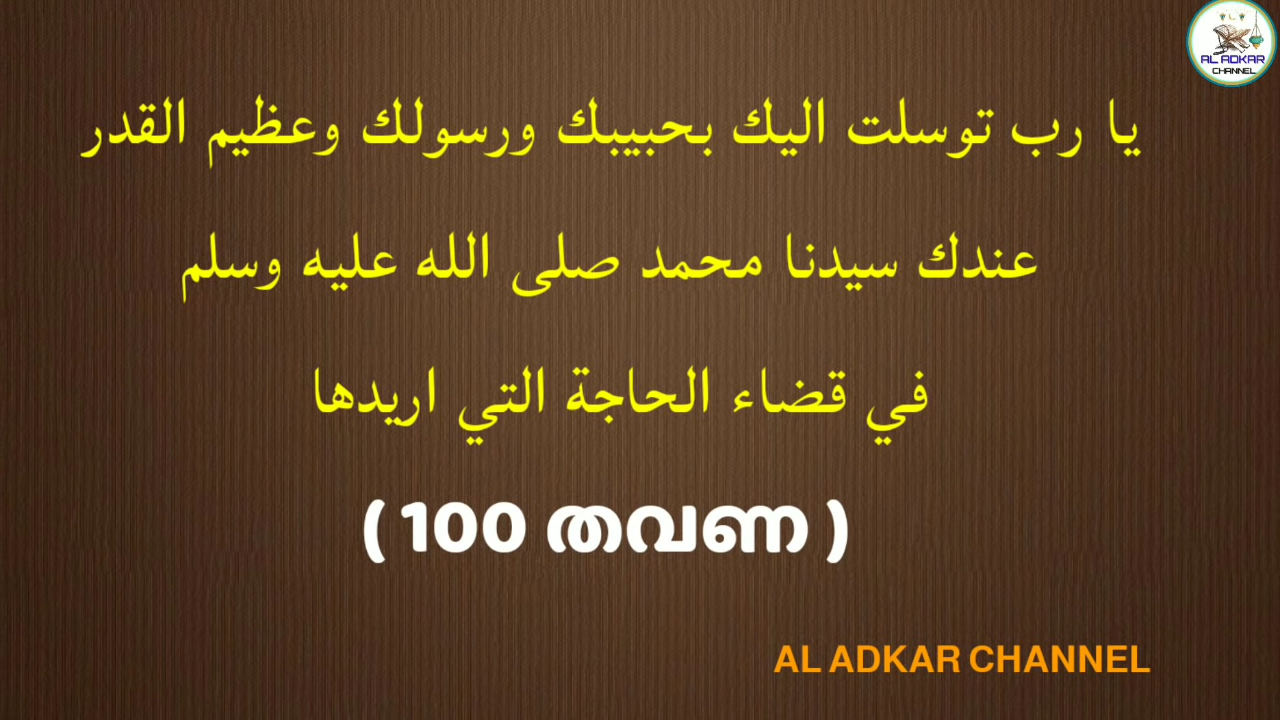 AL ADKAR
CHANNEL
يا رب توسلت اليك بحبيبك ورسولك وعظيم القدر
عندك سيدنا محمد صلى الله عليه وسلم
في قضاء الحاجة التي اريدها
( 100 തവണ )
AL ADKAR CHANNEL